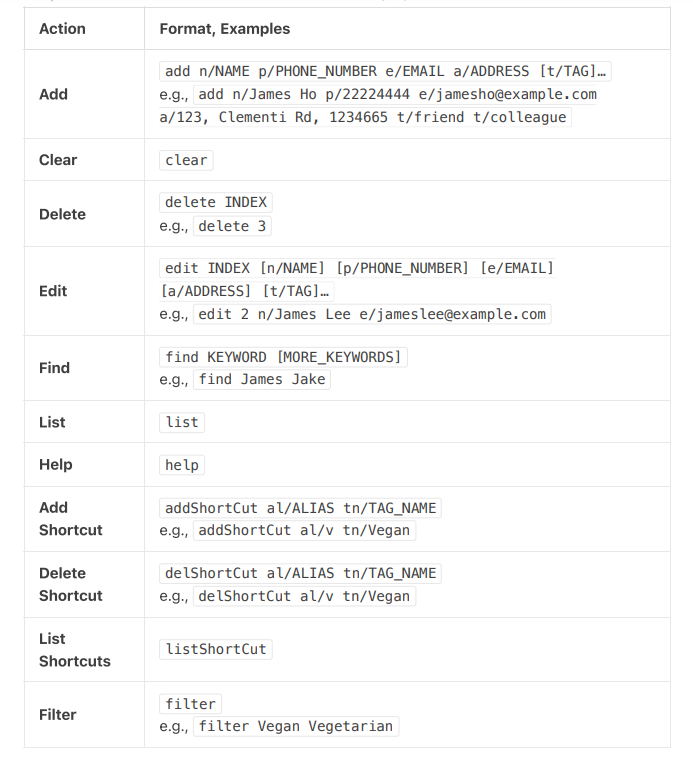 Action
Format, Examples
Add
add n/NAME p/PHONE_NUMBER e/EMAIL a/ADDRESS [t/TAG]…
e.g., add n/James Ho p/22224444 e/jamesho@example.com
a/123, Clementi Rd, 1234665 t/friend t/colleague
Clear
clear
Delete
delete INDEX
e.g., delete 3
Edit
edit INDEX [n/NAME] [p/PHONE_NUMBER] [e/EMAIL]
[a/ADDRESS] [t/TAG]…
e.g., edit 2 n/James Lee e/jameslee@example.com
Find
find KEYWORD [MORE_KEYWORDS]
e.g., find James Jake
List
list
Help
help
Add
Shortcut
addShortCut al/ALIAS tn/TAG_NAME
e.g., addShortCut al/v tn/Vegan
Delete
Shortcut
delShortCut al/ALIAS tn/TAG_NAME
e.g., delShortCut al/v tn/Vegan
List
Shortcuts
listShortCut
Filter
filter
e.g., filter Vegan Vegetarian